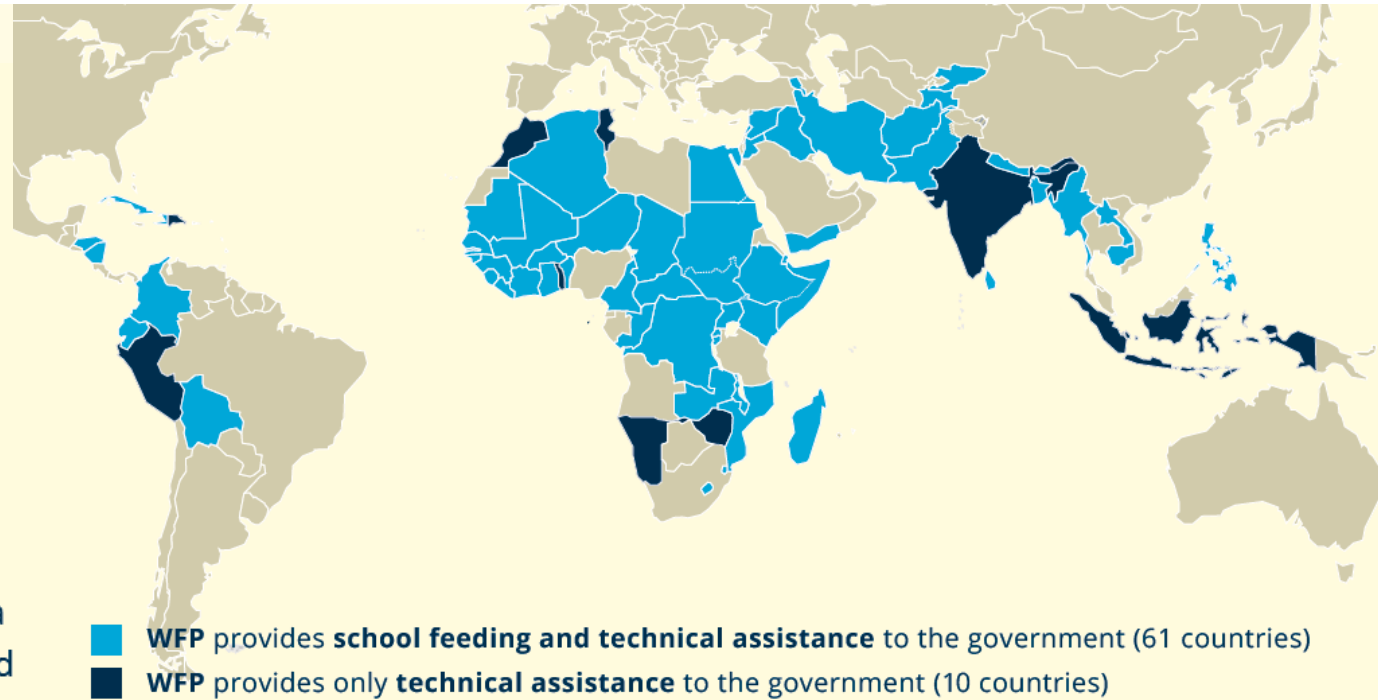 WFP provides school feeding and technical assistance to the government (61 countries)
WFP provides only technical assistance to the government (10 countries)